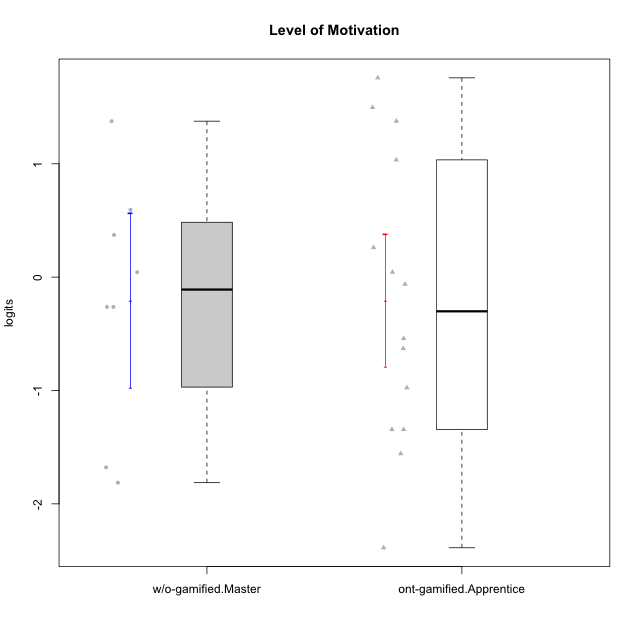 Level of Motivation
logits
1
0
-1
-2
w/o-gamified.Master
ont-gamified.Apprentice